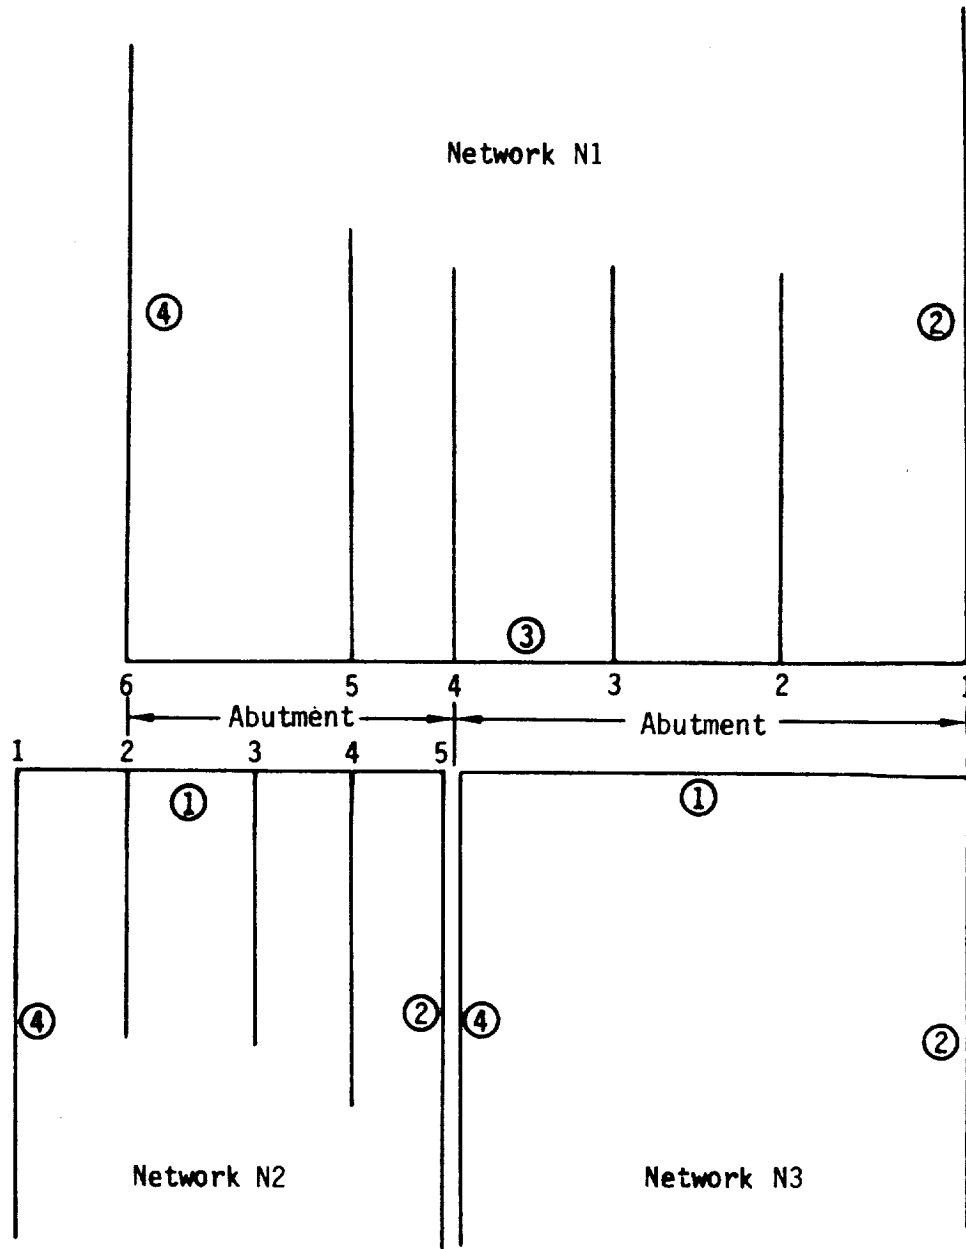 Network N1
④ ②
③
6 5 4 3 2 1
Abutment Abutment
1 2 3 4 5
① ①
④ ② ④ ②
Network N2 Network N3